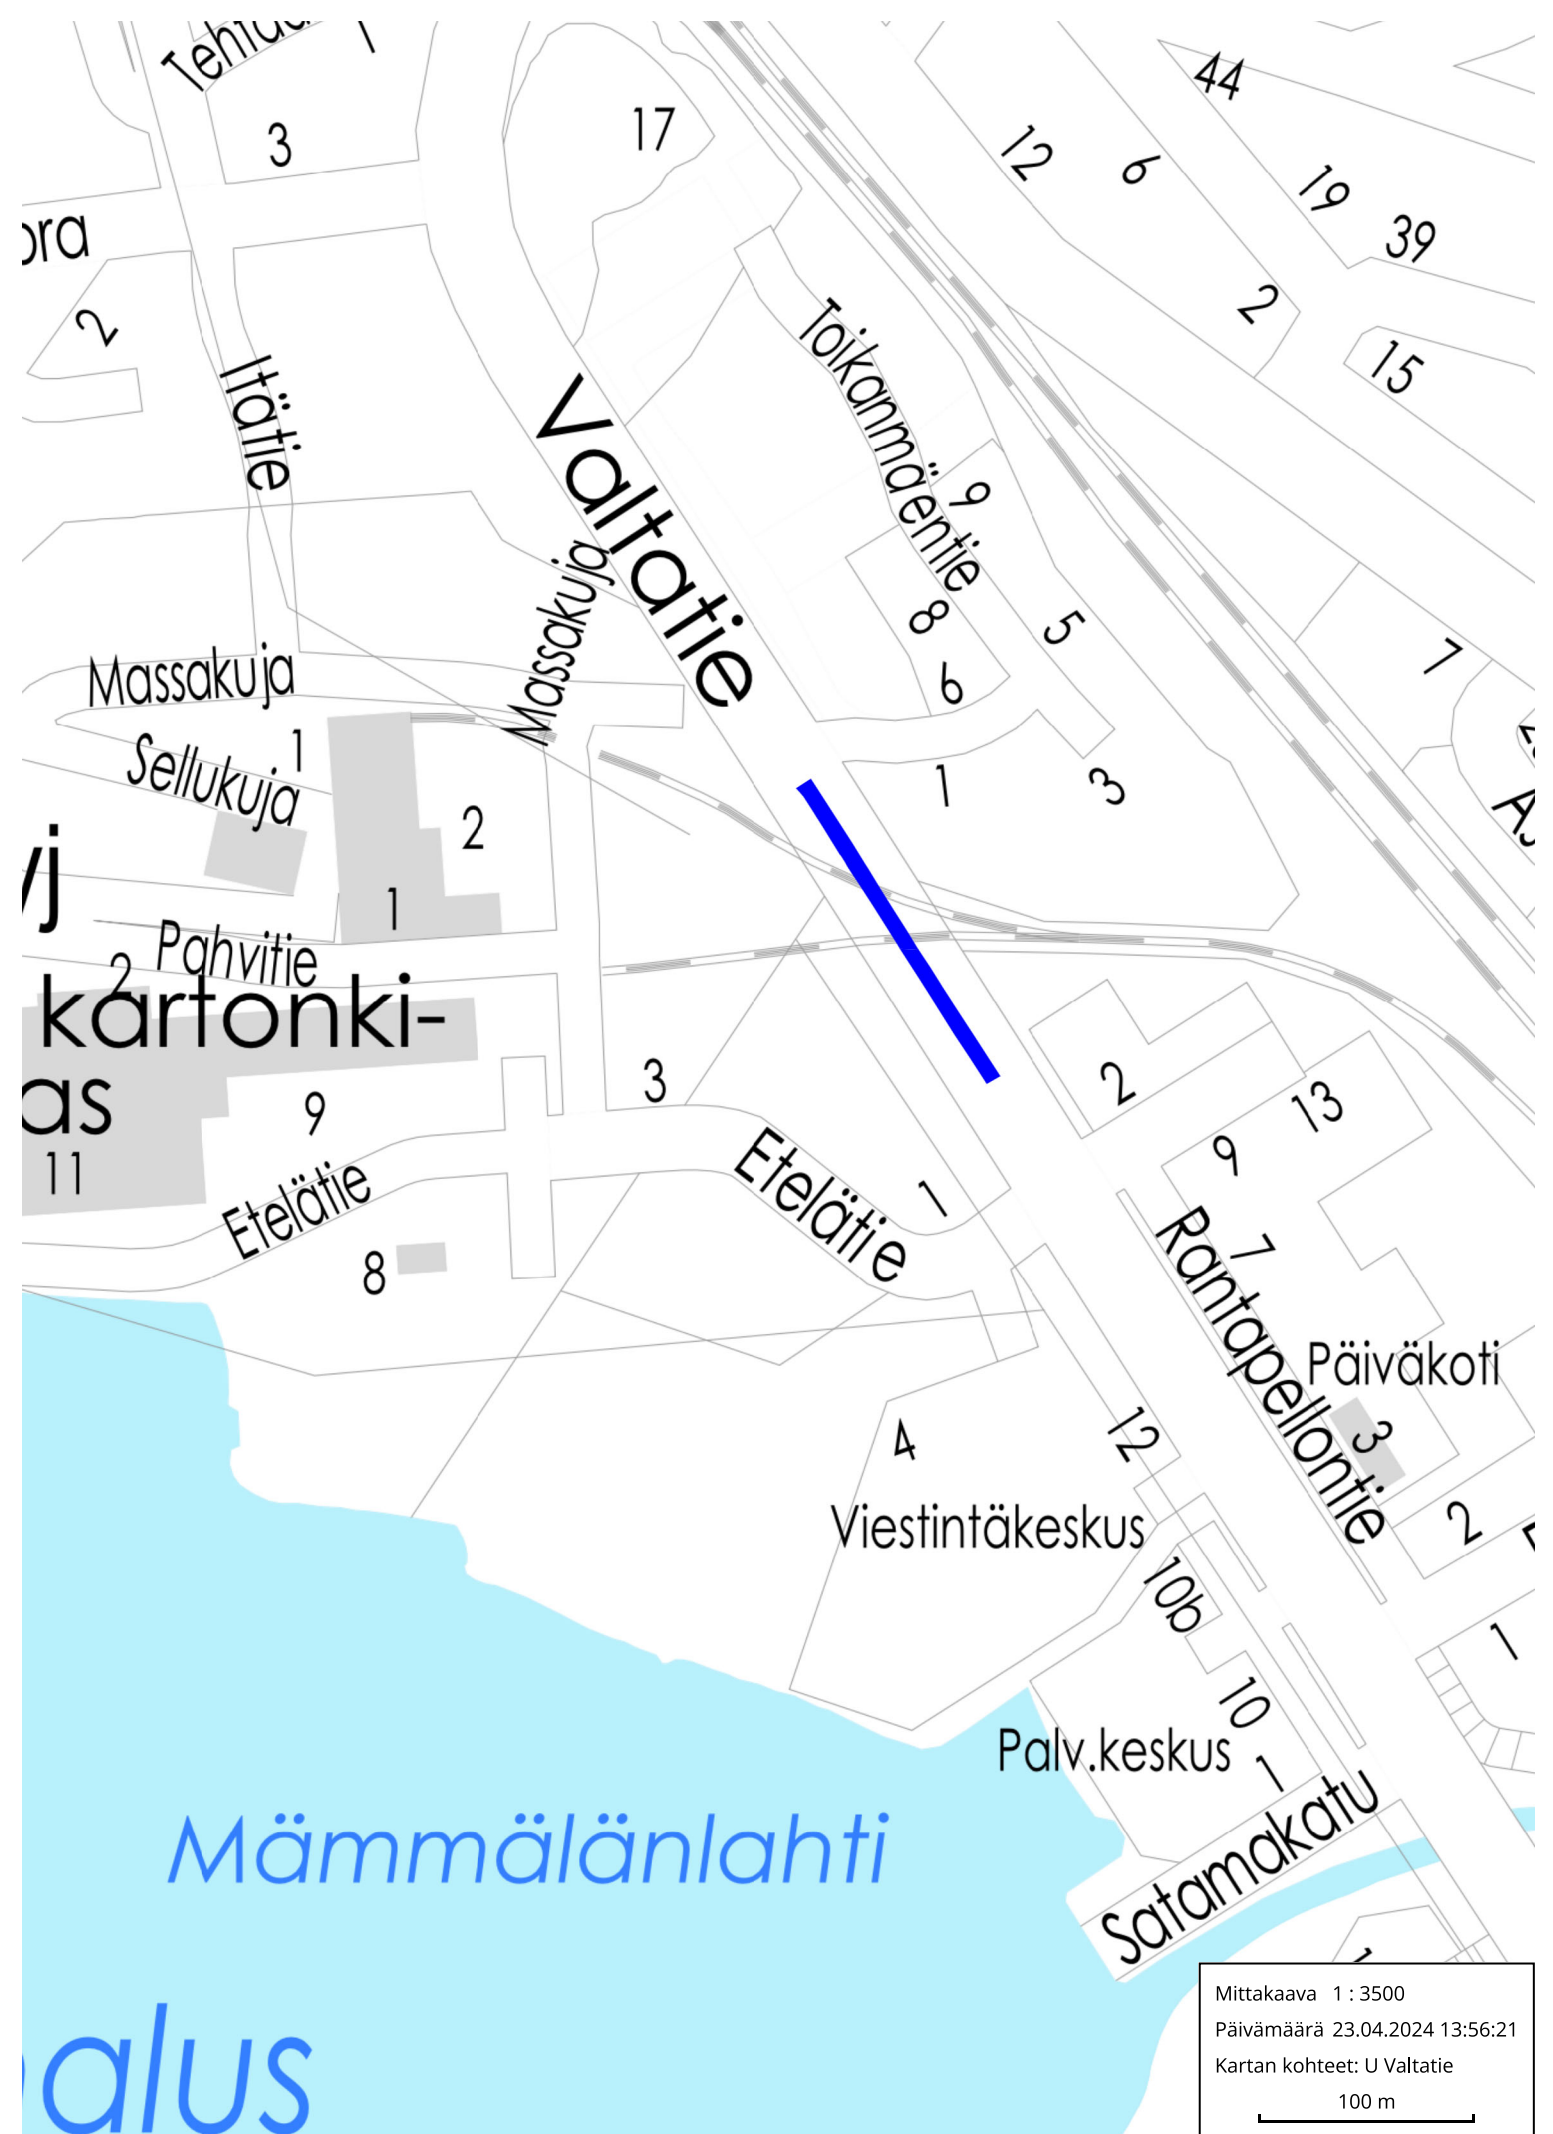 1
44
17
3
12
6
19
39
2
2
15
Toikanmäentie
Itätie
Valtatie
9
Massakuja
8
5
7
Massakuja
6
1
Sellukuja
1
3
2
1
Pahvitie
2
kartonki-
as
3
2
9
13
11
9
Etelätie
Etelätie
1
7
8
Rantapellontie
Päiväkoti
12
3
4
Viestintäkeskus
2
10b
1
10
Palv.keskus
1
Satamakatu
Mämmälänlahti
alus
Mittakaava 1 : 3500
Päivämäärä 23.04.2024 13:56:21
Kartan kohteet: U Valtatie
100 m